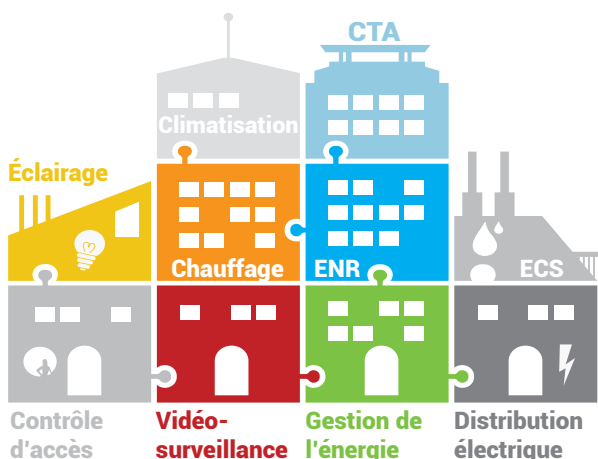 CTA
Climatisation
Éclairage
Chauffage
ENR
ECS
Contrôle
d'accès
Vidéo-
surveillance
Gestion de
l'énergie
Distribution
électrique